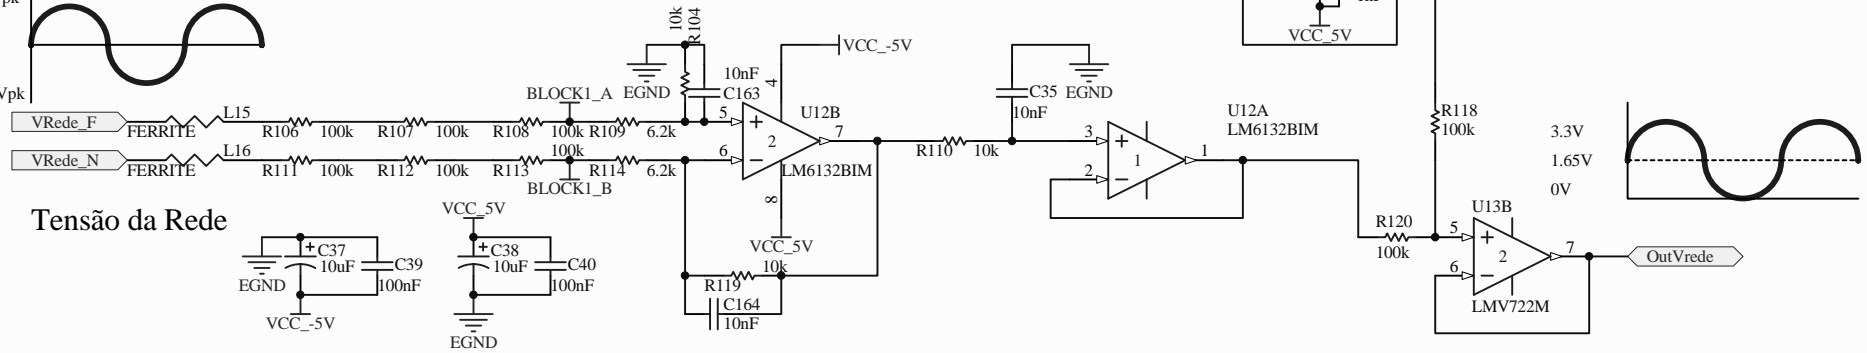 Vpk
10k
R104
VCC_5V
VCC_-5V
10nF
4
C163
EGND
C35
EGND
10nF
Vpk
BLOCK1_A
VRede_F
L15
FERRITE
R106
100k
R107
100k
R108
100k
R109
6.2k
5
U12B
2
7
LM6132BIM
R110
10k
3
U12A
LM6132BIM
1
1
2
R118
100k
3.3V
1.65V
0V
VRede_N
L16
FERRITE
R111
100k
R112
100k
R113
100k
R114
6.2k
6
BLOCK1_B
8
VCC_5V
Tensão da Rede
VCC_5V
+
C37
10uF
C39
100nF
EGND
VCC_-5V
+
C38
10uF
C40
100nF
EGND
10k
R119
C164
10nF
R120
100k
U13B
5
2
7
6
LMV722M
OutVrede